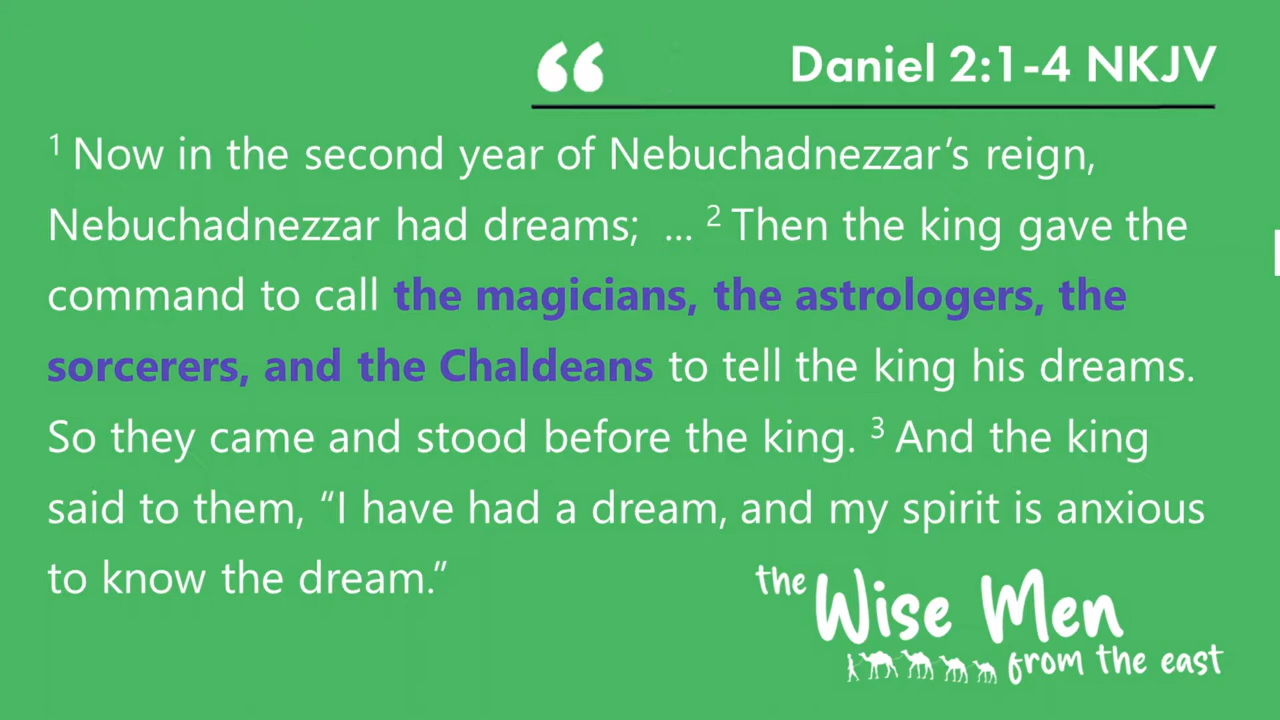 “
Daniel 2:1-4 NKJV
¹ Now in the second year of Nebuchadnezzar’s reign,
Nebuchadnezzar had dreams; ... ² Then the king gave the
command to call the magicians, the astrologers, the
sorcerers, and the Chaldeans to tell the king his dreams.
So they came and stood before the king. ³ And the king
said to them, “I have had a dream, and my spirit is anxious
to know the dream.”
the Wise Men
from the east